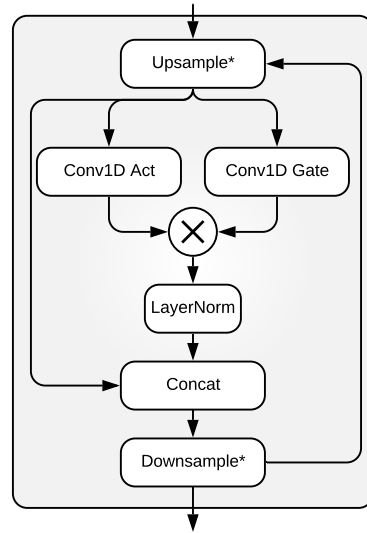 Upsample*
Conv1D Act
Conv1D Gate
LayerNorm
Concat
Downsample*